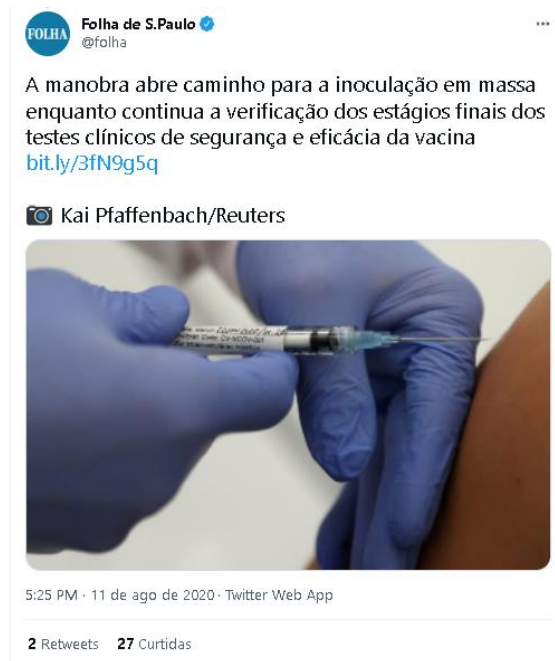 FOLHA
Folha de S.Paulo
@folha
A manobra abre caminho para a inoculação em massa
enquanto continua a verificação dos estágios finais dos
testes clínicos de segurança e eficácia da vacina
bit.ly/3fN9g5q
Kai Pfaffenbach/Reuters
5:25 PM · 11 de ago de 2020 · Twitter Web App
2 Retweets 27 Curtidas